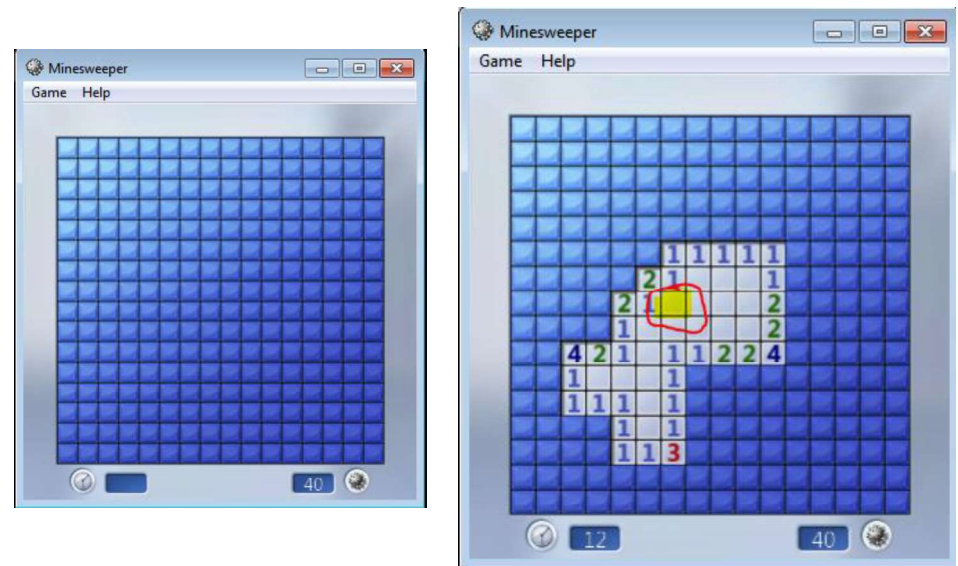 Minesweeper
Game Help
40
Minesweeper
Game Help
1 1 1 1 1
2 1 1
2 1 2
1 2
4 2 1 1 1 2 2 4
1 1
1 1 1 1
1 1
1 1 3
12
40